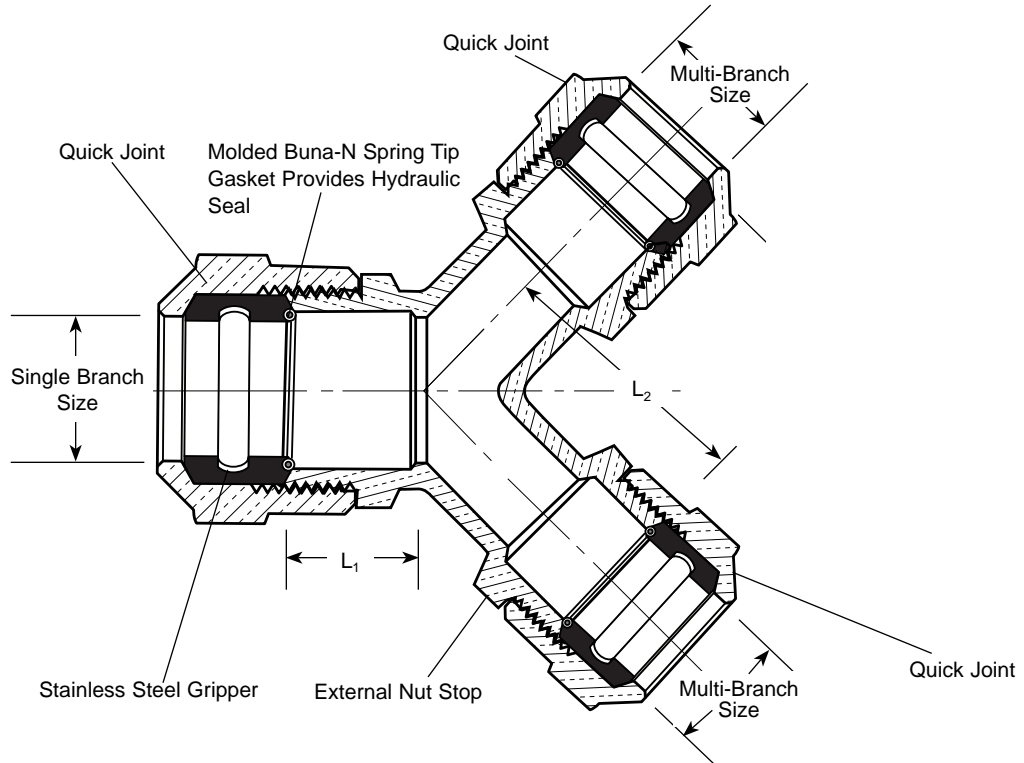 Quick Joint
Multi-Branch
Size
Quick Joint
Molded Buna-N Spring Tip
Gasket Provides Hydraulic
Seal
Single Branch
Size
L2
L1
Stainless Steel Gripper
External Nut Stop
Multi-Branch
Size
Quick Joint